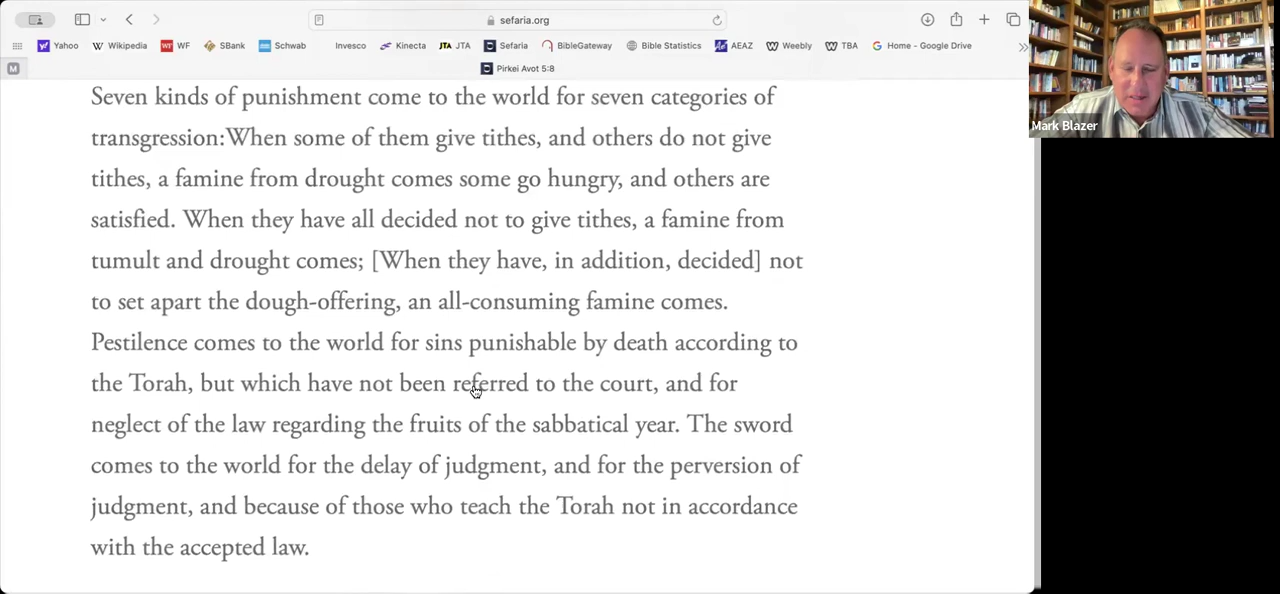 sefaria.org
Yahoo Wikipedia WF SBank Schwab Invesco Kinecta JTA Sefaria BibleGateway Bible Statistics AEAZ Weebly TBA Home - Google Drive
Pirkei Avot 5:8
Seven kinds of punishment come to the world for seven categories of
transgression:When some of them give tithes, and others do not give
tithes, a famine from drought comes some go hungry, and others are
satisfied. When they have all decided not to give tithes, a famine from
tumult and drought comes; [When they have, in addition, decided] not
to set apart the dough-offering, an all-consuming famine comes.
Pestilence comes to the world for sins punishable by death according to
the Torah, but which have not been referred to the court, and for
neglect of the law regarding the fruits of the sabbatical year. The sword
comes to the world for the delay of judgment, and for the perversion of
judgment, and because of those who teach the Torah not in accordance
with the accepted law.
Mark Blazer